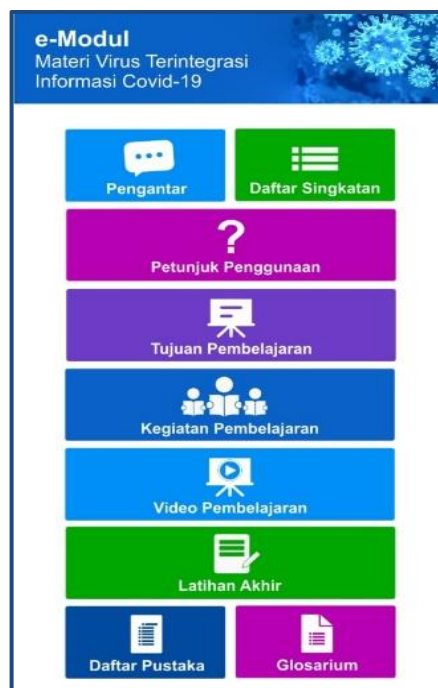 e-Modul
Materi Virus Terintegrasi
Informasi Covid-19
Pengantar
Daftar Singkatan
?
Petunjuk Penggunaan
Tujuan Pembelajaran
Kegiatan Pembelajaran
Video Pembelajaran
Latihan Akhir
Daftar Pustaka
Glosarium